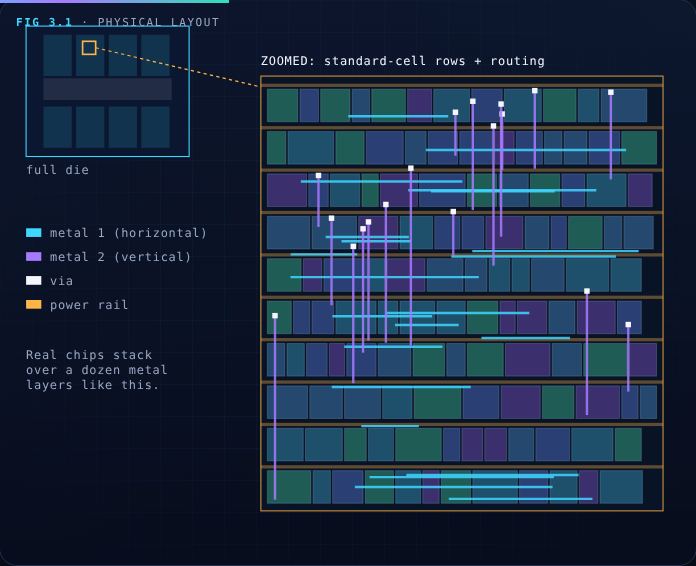 FIG 3.1 · PHYSICAL LAYOUT
ZOOMED: standard-cell rows + routing
full die
metal 1 (horizontal)
metal 2 (vertical)
via
power rail
Real chips stack
over a dozen metal
layers like this.